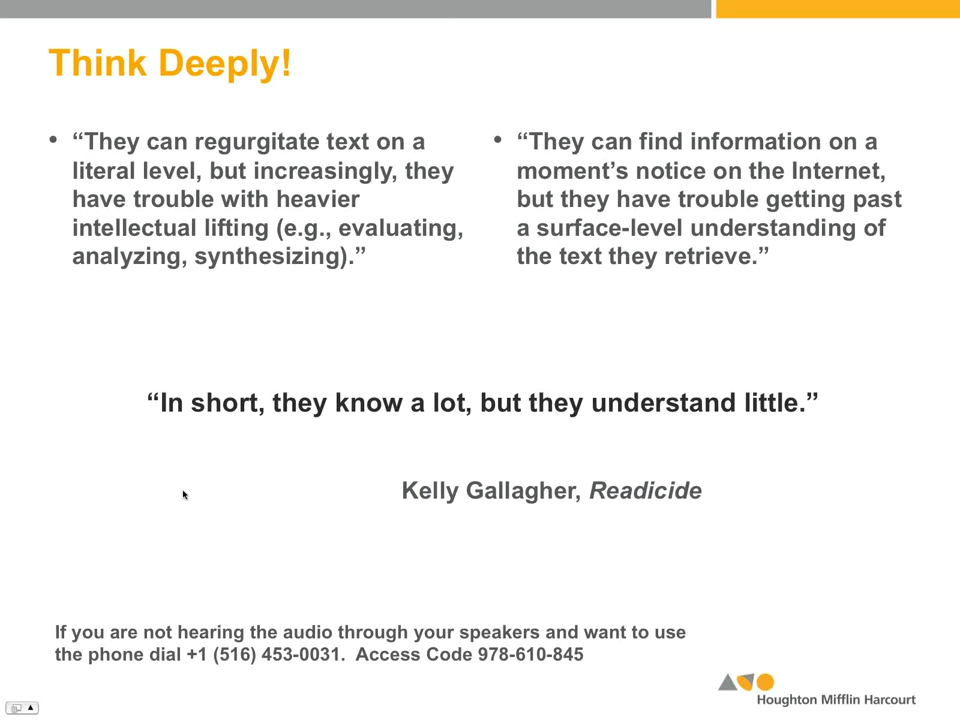 Think Deeply!
• “They can regurgitate text on a
literal level, but increasingly, they
have trouble with heavier
intellectual lifting (e.g., evaluating,
analyzing, synthesizing).”
• “They can find information on a
moment’s notice on the Internet,
but they have trouble getting past
a surface-level understanding of
the text they retrieve.”
“In short, they know a lot, but they understand little.”
Kelly Gallagher, Readicide
If you are not hearing the audio through your speakers and want to use
the phone dial +1 (516) 453-0031.  Access Code 978-610-845
Houghton Mifflin Harcourt